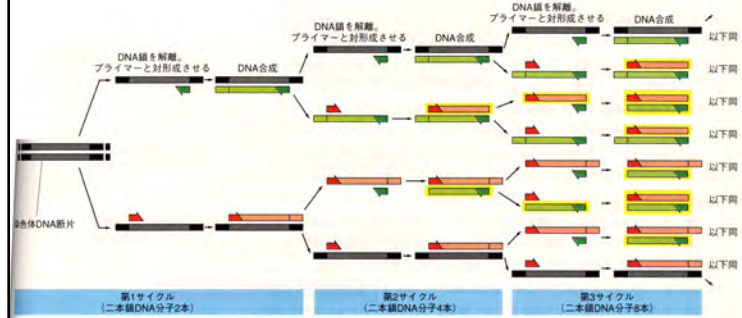 DNA鎖を解離。
プライマーと対形成させる
DNA合成
DNA鎖を解離。
プライマーと対形成させる
DNA合成
DNA鎖を解離。
プライマーと対形成させる
DNA合成
以下同
以下同
以下同
以下同
以下同
以下同
以下同
以下同
色体DNA断片
第1サイクル
(二本鎖DNA分子2本)
第2サイクル
(二本鎖DNA分子4本)
第3サイクル
(二本鎖DNA分子8本)